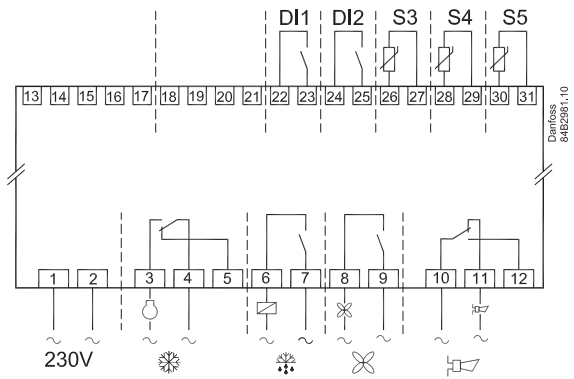 DI1 DI2 S3 S4 S5
13 14 15 16 17 18 19 20 21 22 23 24 25 26 27 28 29 30 31
Danfoss
84B2981.10
1 2 3 4 5 6 7 8 9 10 11 12
230V